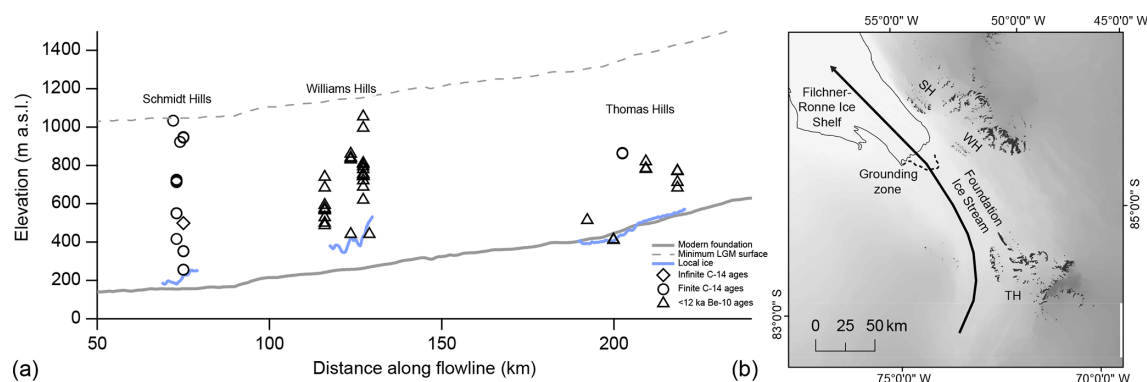 Elevation (m a.s.l.)
1400
1200
1000
800
600
400
200
0
Schmidt Hills
Williams Hills
Thomas Hills
Modern foundation
Minimum LGM surface
Local ice
Infinite C-14 ages
Finite C-14 ages
<12 ka Be-10 ages
50
100
150
200
Distance along flowline (km)
(a)
(b)
55°0'0" W
50°0'0" W
45°0'0" W
Filchner-
Ronne Ice
Shelf
SH
WH
Grounding
zone
Foundation
Ice Stream
TH
0 25 50 km
85°0'0" S
83°0'0" S
75°0'0" W
70°0'0" W